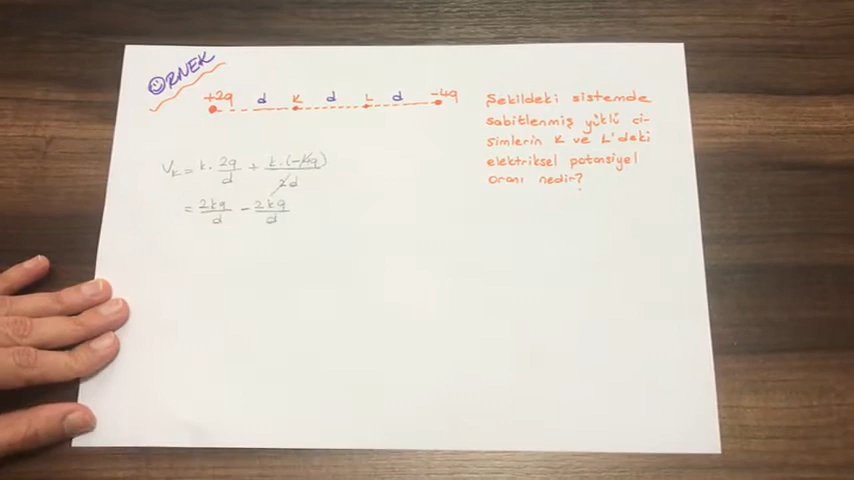 ÖRNEK
+2q d K d L d -4q
Şekildeki sistemde
sabitlenmiş yüklü ci-
simlerin K ve L'deki
elektriksel potansiyel
oranı nedir?
V_K = k. 2q/d + k.(-4q)/2d
= 2kq/d - 2kq/d